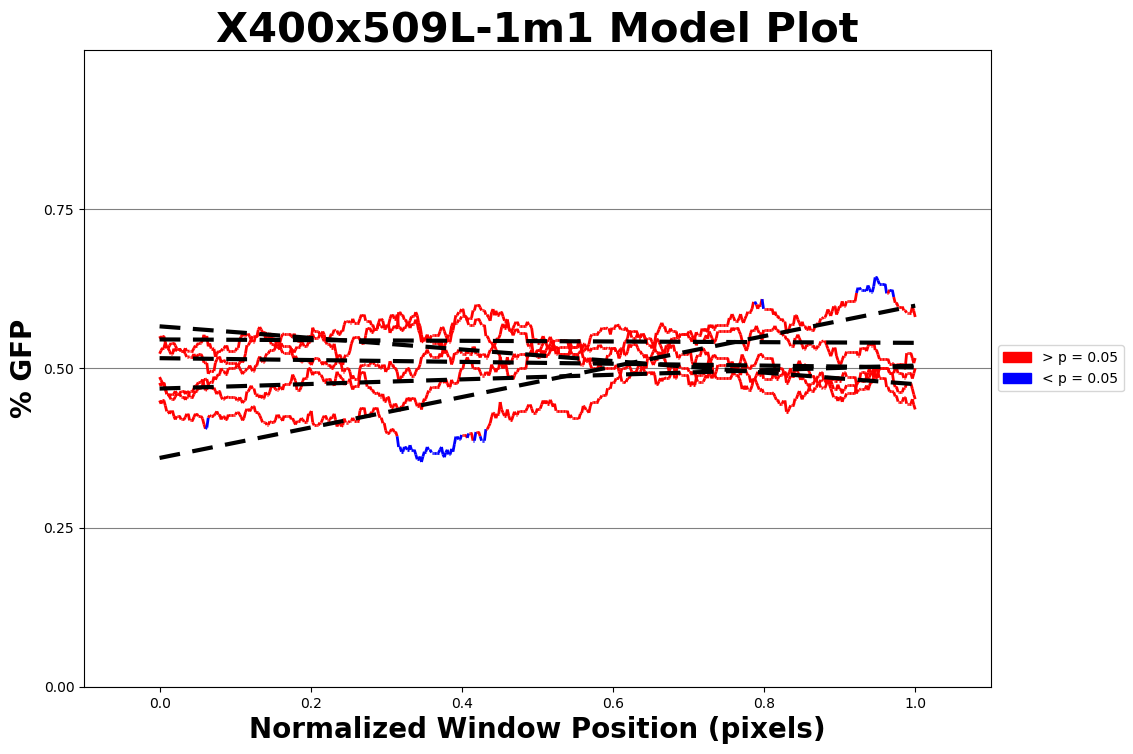 X400x509L-1m1 Model Plot
% GFP
0.75
0.50
0.25
0.00
0.0 0.2 0.4 0.6 0.8 1.0
Normalized Window Position (pixels)
> p = 0.05
< p = 0.05